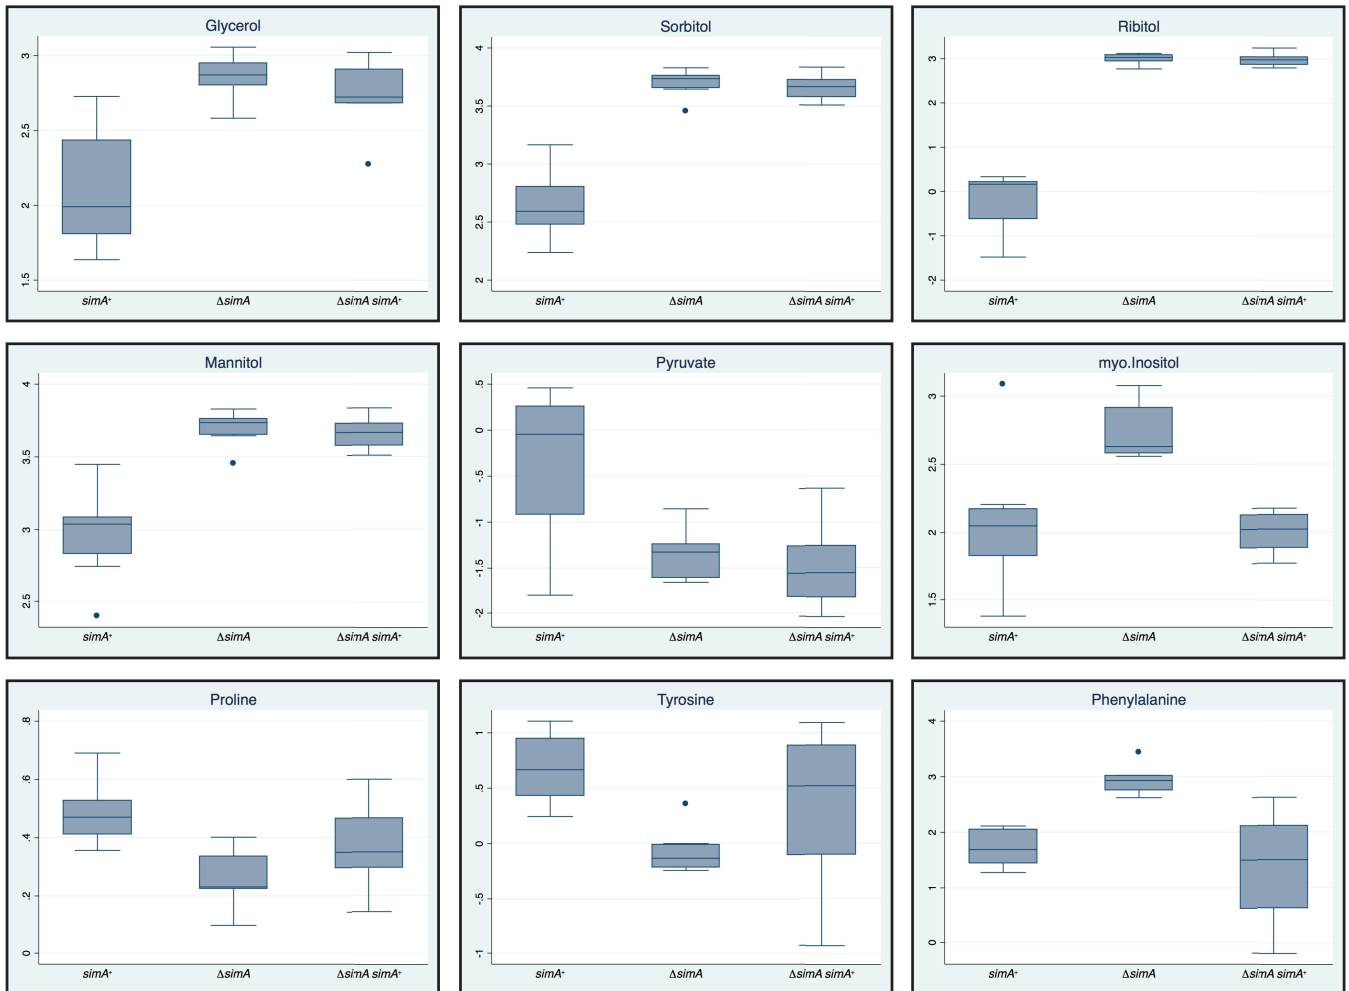 Glycerol
3
2.5
2
1.5
simA⁺
ΔsimA
ΔsimA simA⁺
Sorbitol
4
3.5
3
2.5
2
simA⁺
ΔsimA
ΔsimA simA⁺
Ribitol
3
2
1
0
-1
-2
simA⁺
ΔsimA
ΔsimA simA⁺
Mannitol
4
3.5
3
2.5
simA⁺
ΔsimA
ΔsimA simA⁺
Pyruvate
.5
0
-.5
-1
-1.5
-2
simA⁺
ΔsimA
ΔsimA simA⁺
myo.Inositol
3
2.5
2
1.5
simA⁺
ΔsimA
ΔsimA simA⁺
Proline
.8
.6
.4
.2
0
simA⁺
ΔsimA
ΔsimA simA⁺
Tyrosine
1
.5
0
-.5
-1
simA⁺
ΔsimA
ΔsimA simA⁺
Phenylalanine
4
3
2
1
0
simA⁺
ΔsimA
ΔsimA simA⁺